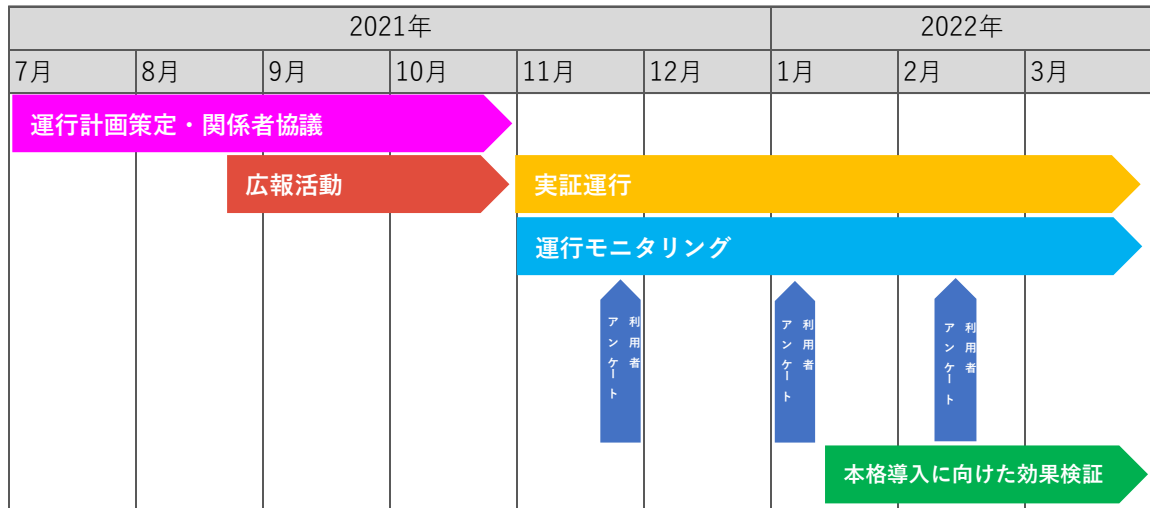 2021年
2022年
7月
8月
9月
10月
11月
12月
1月
2月
3月
運行計画策定・関係者協議
広報活動
実証運行
運行モニタリング
利用者
アンケート
利用者
アンケート
利用者
アンケート
本格導入に向けた効果検証